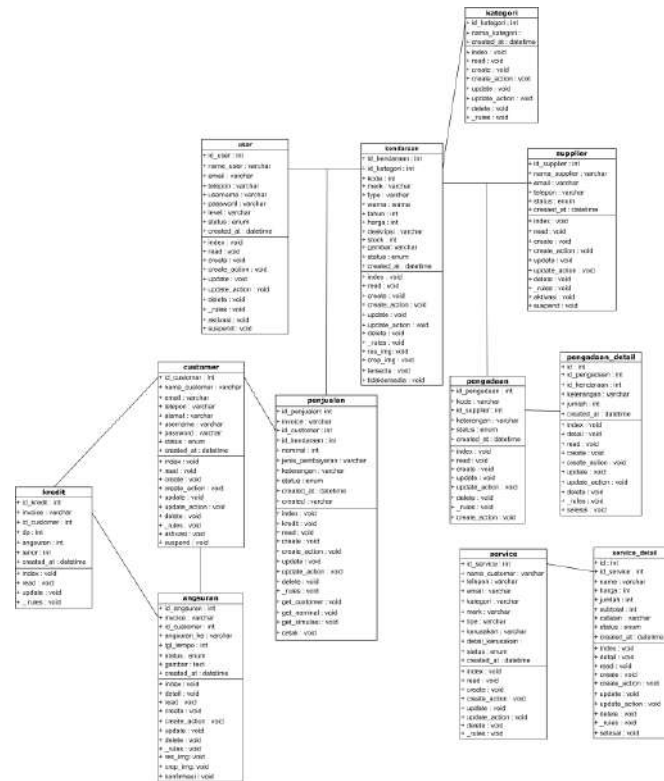 kategori
+ id_kategori : int
+ nama_kategori :
+ created_at : datetime
+ index : void
+ read : void
+ create : void
+ create_action : void
+ update : void
+ update_action : void
+ delete : void
+ _rules : void
user
+ id_user : int
+ name_user : varchar
+ email : varchar
+ telepon : varchar
+ username : varchar
+ password : varchar
+ level : varchar
+ status : enum
+ created_at : datetime
+ index : void
+ read : void
+ create : void
+ create_action : void
+ update : void
+ update_action : void
+ delete : void
+ _rules : void
+ aktivasi : void
+ suspend : void
kendaraan
+ id_kendaraan : int
+ id_kategori : int
+ kode : int
+ merk : varchar
+ type : varchar
+ warna : warna
+ tahun : int
+ harga : int
+ deskripsi : varchar
+ stock : int
+ gambar : varchar
+ status : enum
+ created_at : datetime
+ index : void
+ read : void
+ create : void
+ create_action : void
+ update : void
+ update_action : void
+ delete : void
+ _rules : void
+ res_img : void
+ crop_img : void
+ tersedia : void
supplier
+ id_supplier : int
+ nama_supplier : varchar
+ email : varchar
+ telepon : varchar
+ status : enum
+ created_at : datetime
+ index : void
+ read : void
+ create : void
+ create_action : void
+ update : void
+ update_action : void
+ delete : void
+ _rules : void
+ aktivasi : void
+ suspend : void
customer
+ id_customer : int
+ nama_customer : varchar
+ email : varchar
+ alamat : varchar
+ username : varchar
+ password : varchar
+ status : enum
+ created_at : datetime
+ index : void
+ read : void
+ create : void
+ create_action : void
+ update : void
+ update_action : void
+ delete : void
+ _rules : void
+ aktivasi : void
+ suspend : void
penjualan
+ id_penjualan : int
+ invoice : varchar
+ id_customer : int
+ id_kendaraan : int
+ nominal : int
+ jenis_pembayaran : varchar
+ keterangan : varchar
+ status : enum
+ created_at : datetime
+ created : varchar
+ index : void
+ kredit : void
+ read : void
+ create : void
+ create_action : void
+ update : void
+ update_action : void
+ delete : void
+ _rules : void
+ get_customer : void
+ get_nominal : void
+ get_simulasi : void
+ cetak : void
pengadaan
+ id_pengadaan : int
+ kode : varchar
+ id_supplier : int
+ keterangan : varchar
+ status : enum
+ created_at : datetime
+ index : void
+ read : void
+ create : void
+ update : void
+ update_action : void
+ delete : void
+ _rules : void
+ create_action : void
pengadaan_detail
+ id : int
+ id_pengadaan : int
+ id_kendaraan : int
+ keterangan : varchar
+ jumlah : int
+ created_at : datetime
+ index : void
+ detail : void
+ read : void
+ create : void
+ create_action : void
+ update : void
+ update_action : void
+ delete : void
+ _rules : void
+ selesai : void
kredit
+ id_kredit : int
+ invoice : varchar
+ id_customer : int
+ dp : int
+ angsuran : int
+ tenor : int
+ created_at : datetime
+ index : void
+ read : void
+ update : void
+ _rules : void
angsuran
+ id_angsuran : int
+ invoice : varchar
+ id_customer : int
+ angsuran_ke : varchar
+ tgl_tempo : int
+ status : enum
+ gambar : text
+ created_at : datetime
+ index : void
+ detail : void
+ read : void
+ create : void
+ create_action : void
+ update : void
+ delete : void
+ _rules : void
+ res_img : void
+ crop_img : void
+ konfirmasi : void
service
+ id_service : int
+ nama_customer : varchar
+ telepon : varchar
+ email : varchar
+ kategori : varchar
+ merk : varchar
+ tipe : varchar
+ kerusakan : varchar
+ detail_kerusakan :
+ status : enum
+ created_at : datetime
+ index : void
+ read : void
+ create : void
+ create_action : void
+ update : void
+ update_action : void
+ delete : void
+ _rules : void
service_detail
+ id : int
+ id_service : int
+ name : varchar
+ harga : int
+ jumlah : int
+ subtotal : int
+ catatan : varchar
+ status : enum
+ created_at : datetime
+ index : void
+ detail : void
+ read : void
+ create : void
+ create_action : void
+ update : void
+ update_action : void
+ delete : void
+ _rules : void
+ selesai : void